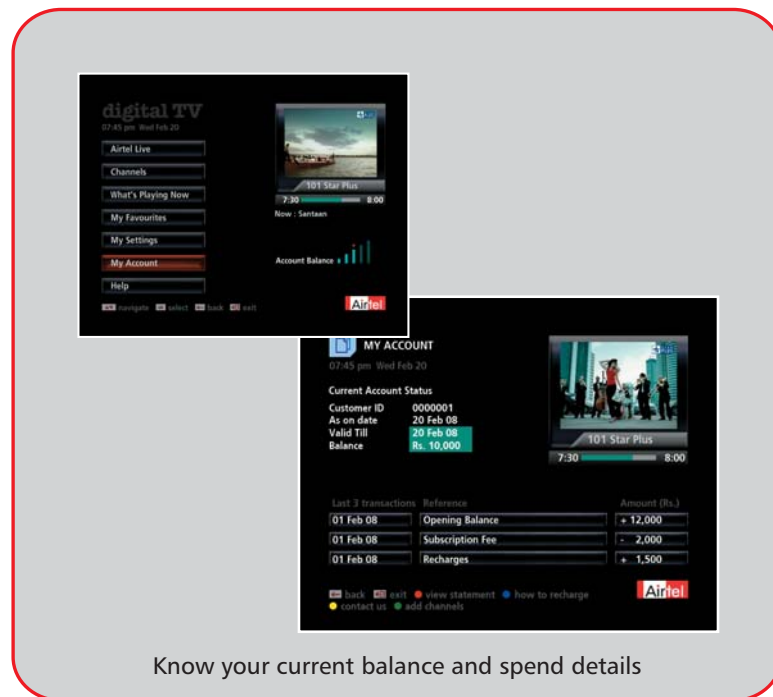 digital TV
07:45 pm Wed Feb 20
Airtel Live
Channels
What's Playing Now
My Favourites
My Settings
My Account
Help
navigate select back exit
101 Star Plus
7:30 8:00
Now : Santaan
Account Balance
Airtel
MY ACCOUNT
07:45 pm Wed Feb 20
Current Account Status
Customer ID 0000001
As on date 20 Feb 08
Valid Till 20 Feb 08
Balance Rs. 10,000
101 Star Plus
7:30 8:00
Last 3 transactions Reference Amount (Rs.)
01 Feb 08 Opening Balance + 12,000
01 Feb 08 Subscription Fee - 2,000
01 Feb 08 Recharges + 1,500
back exit view statement how to recharge
contact us add channels
Airtel
Know your current balance and spend details